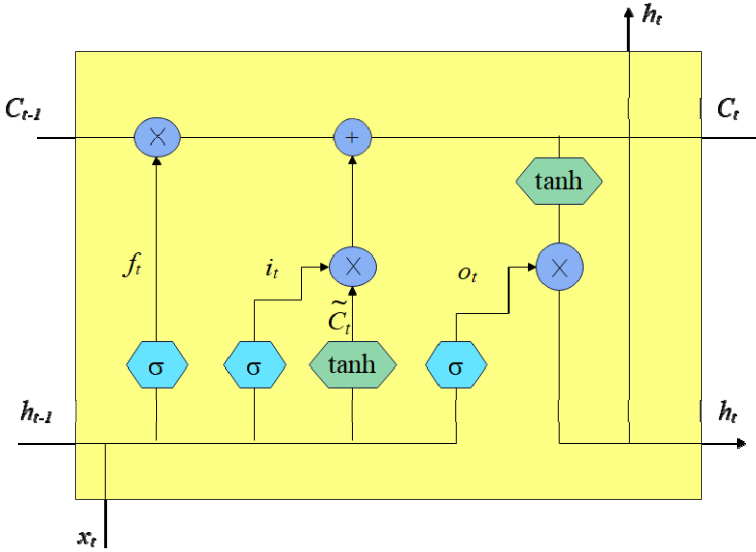 h_t
C_{t-1}
C_t
×
+
tanh
f_t
i_t
×
o_t
×
C̃_t
σ
σ
tanh
σ
h_{t-1}
h_t
x_t